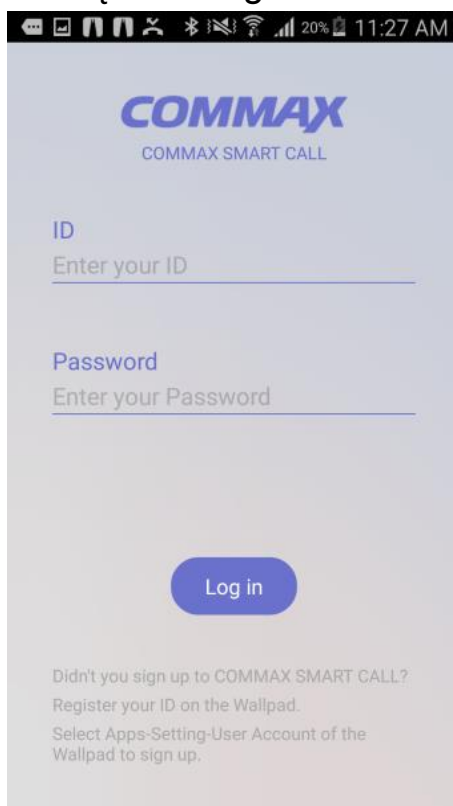 20% 11:27 AM
COMMAX
COMMAX SMART CALL
ID
Enter your ID
Password
Enter your Password
Log in
Didn't you sign up to COMMAX SMART CALL?
Register your ID on the Wallpad.
Select Apps-Setting-User Account of the
Wallpad to sign up.